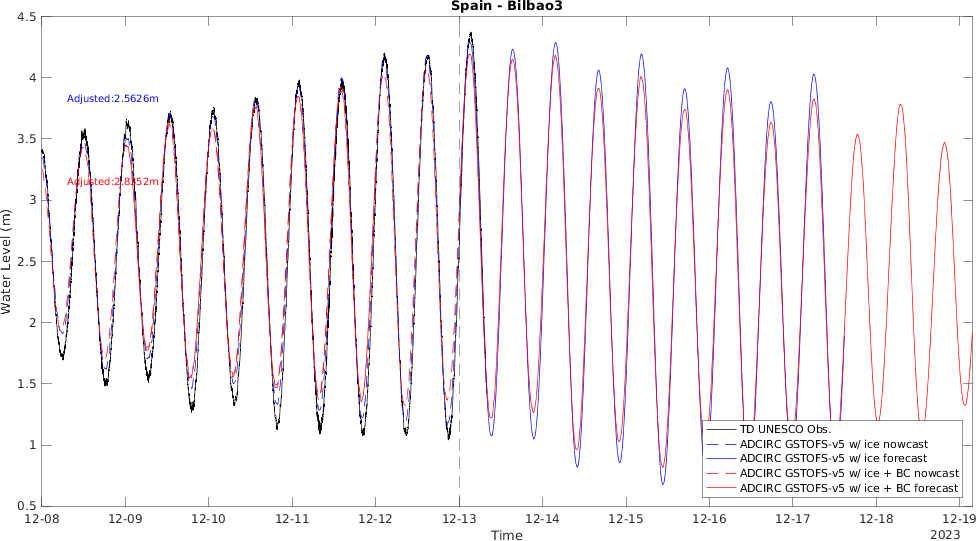 Spain - Bilbao3
4.5
4
3.5
3
2.5
2
1.5
1
0.5
Water Level (m)
Adjusted:2.5626m
Adjusted:2.8352m
TD UNESCO Obs.
ADCIRC GSTOFS-v5 w/ ice nowcast
ADCIRC GSTOFS-v5 w/ ice forecast
ADCIRC GSTOFS-v5 w/ ice + BC nowcast
ADCIRC GSTOFS-v5 w/ ice + BC forecast
12-08 12-09 12-10 12-11 12-12 12-13 12-14 12-15 12-16 12-17 12-18 12-19
Time
2023